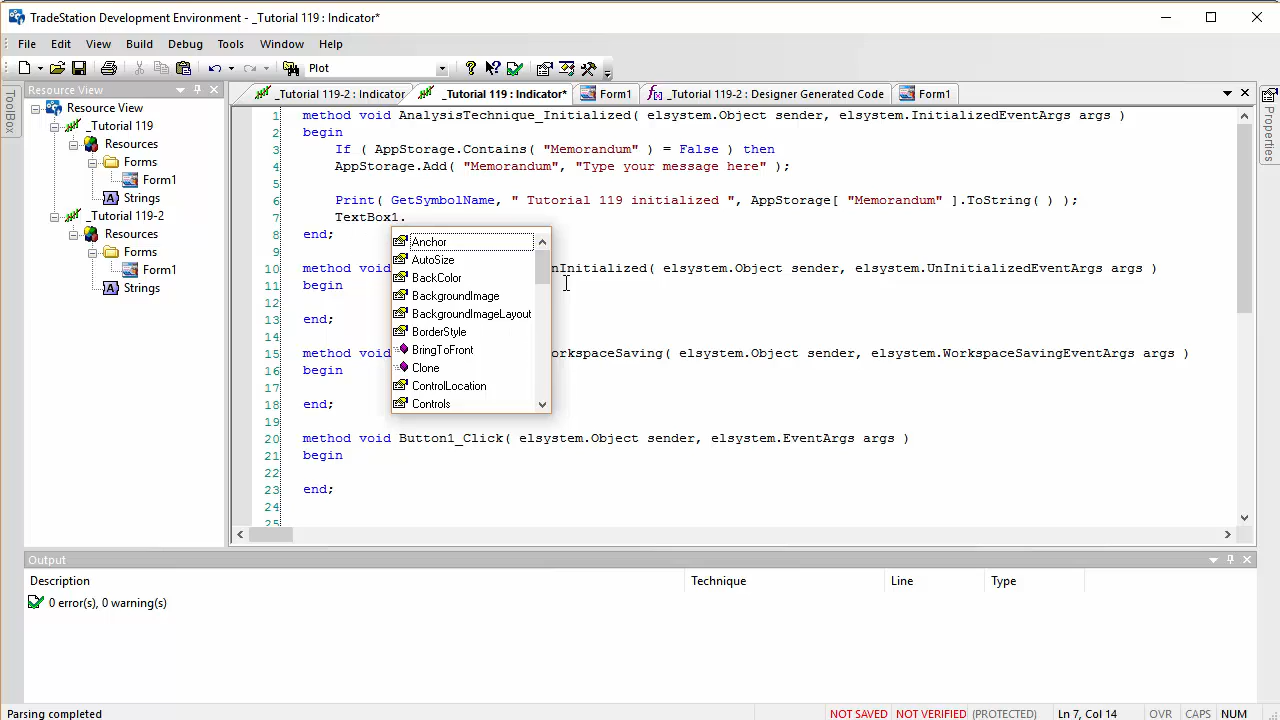 TradeStation Development Environment - _Tutorial 119 : Indicator*
File Edit View Build Debug Tools Window Help
Plot
Resource View
_Tutorial 119-2 : Indicator
_Tutorial 119 : Indicator*
Form1
_Tutorial 119-2 : Designer Generated Code
Form1
ToolBox
Properties
Resource View
_Tutorial 119
Resources
Forms
Form1
Strings
_Tutorial 119-2
Resources
Forms
Form1
Strings
1 method void AnalysisTechnique_Initialized( elsystem.Object sender, elsystem.InitializedEventArgs args )
2 begin
3 If ( AppStorage.Contains( "Memorandum" ) = False ) then
4 AppStorage.Add( "Memorandum", "Type your message here" );
5
6 Print( GetSymbolName, " Tutorial 119 initialized ", AppStorage[ "Memorandum" ].ToString( ) );
7 TextBox1.
8 end;
9
10 method void nInitialized( elsystem.Object sender, elsystem.UnInitializedEventArgs args )
11 begin
12
13 end;
14
15 method void orkspaceSaving( elsystem.Object sender, elsystem.WorkspaceSavingEventArgs args )
16 begin
17
18 end;
19
20 method void Button1_Click( elsystem.Object sender, elsystem.EventArgs args )
21 begin
22
23 end;
24
25
Anchor
AutoSize
BackColor
BackgroundImage
BackgroundImageLayout
BorderStyle
BringToFront
Clone
ControlLocation
Controls
Output
Description Technique Line Type
0 error(s), 0 warning(s)
Parsing completed NOT SAVED NOT VERIFIED (PROTECTED) Ln 7, Col 14 OVR CAPS NUM